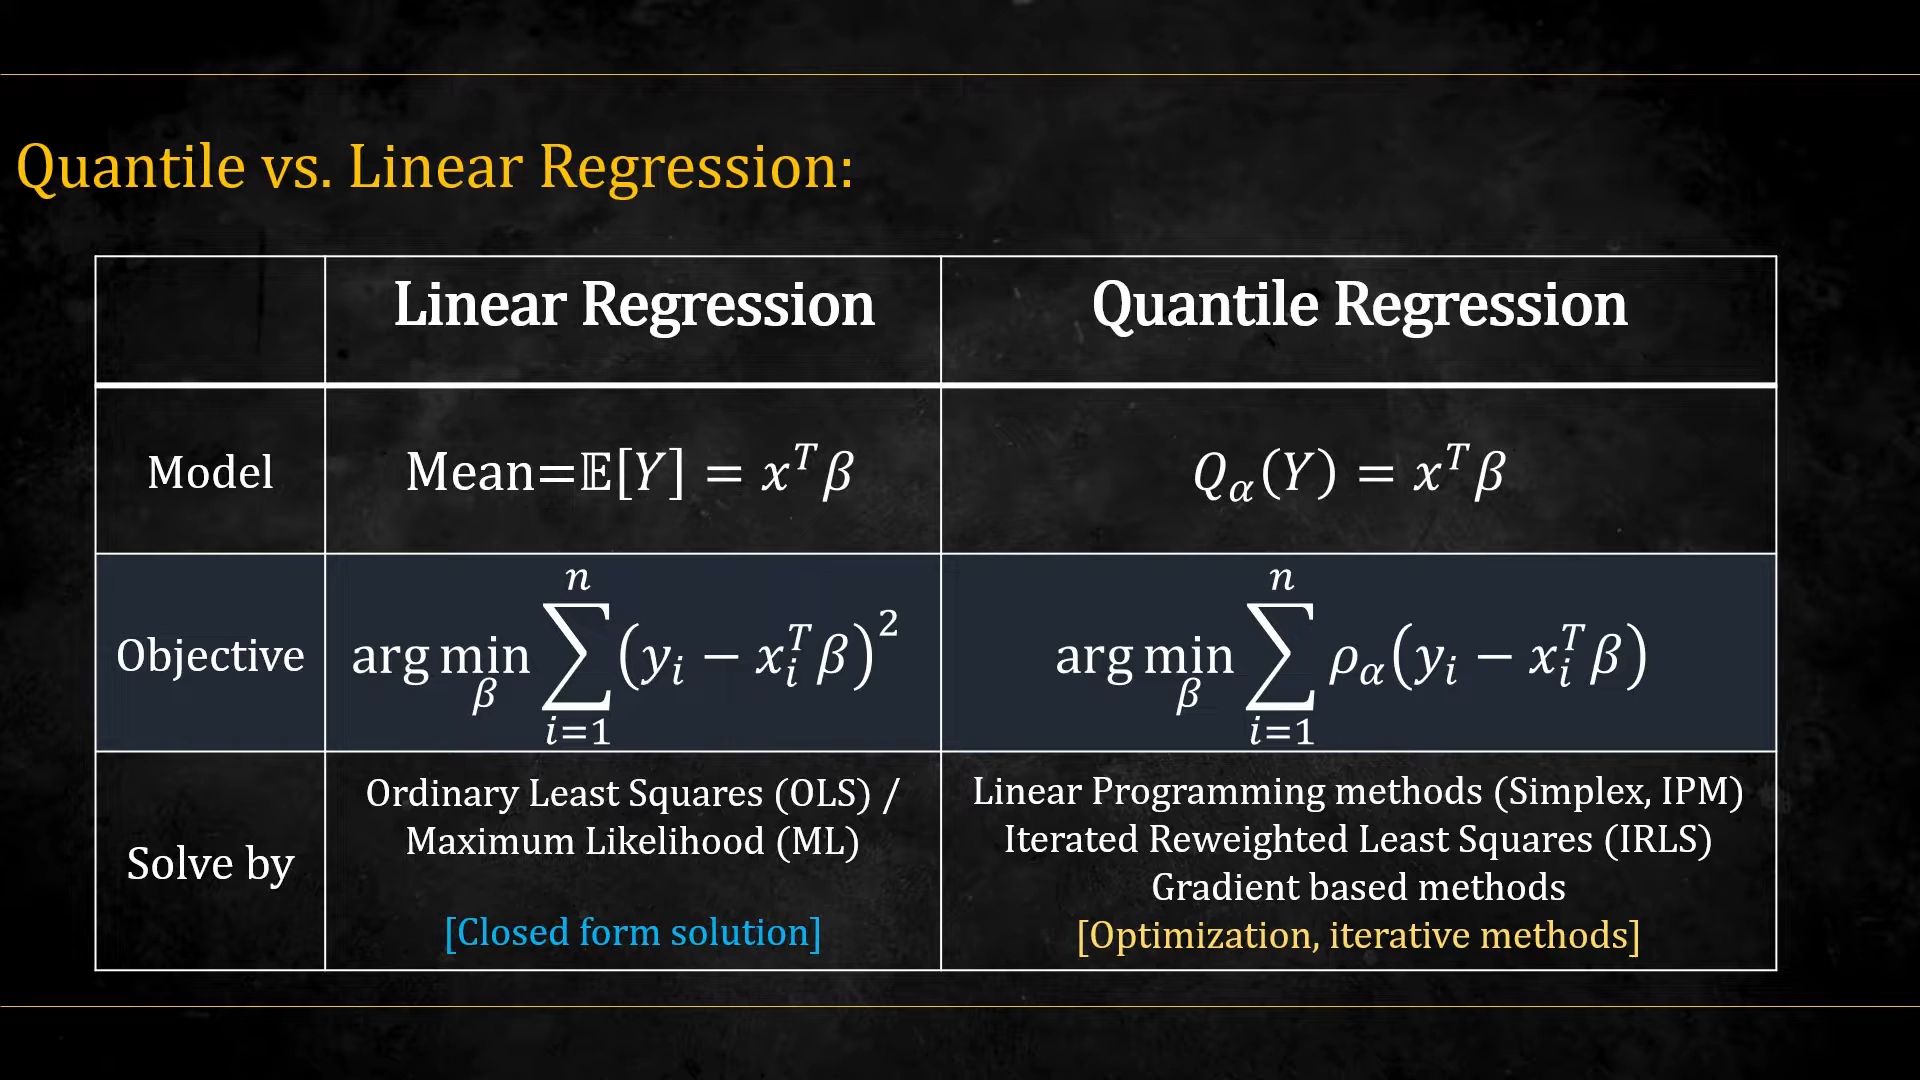 Quantile vs. Linear Regression:
Linear Regression
Quantile Regression
Model
Mean=𝔼[Y] = xᵀβ
Q_α(Y) = xᵀβ
Objective
arg min_β ∑_{i=1}^{n} (y_i − x_i^T β)²
arg min_β ∑_{i=1}^{n} ρ_α(y_i − x_i^T β)
Solve by
Ordinary Least Squares (OLS) /
Maximum Likelihood (ML)
[Closed form solution]
Linear Programming methods (Simplex, IPM)
Iterated Reweighted Least Squares (IRLS)
Gradient based methods
[Optimization, iterative methods]